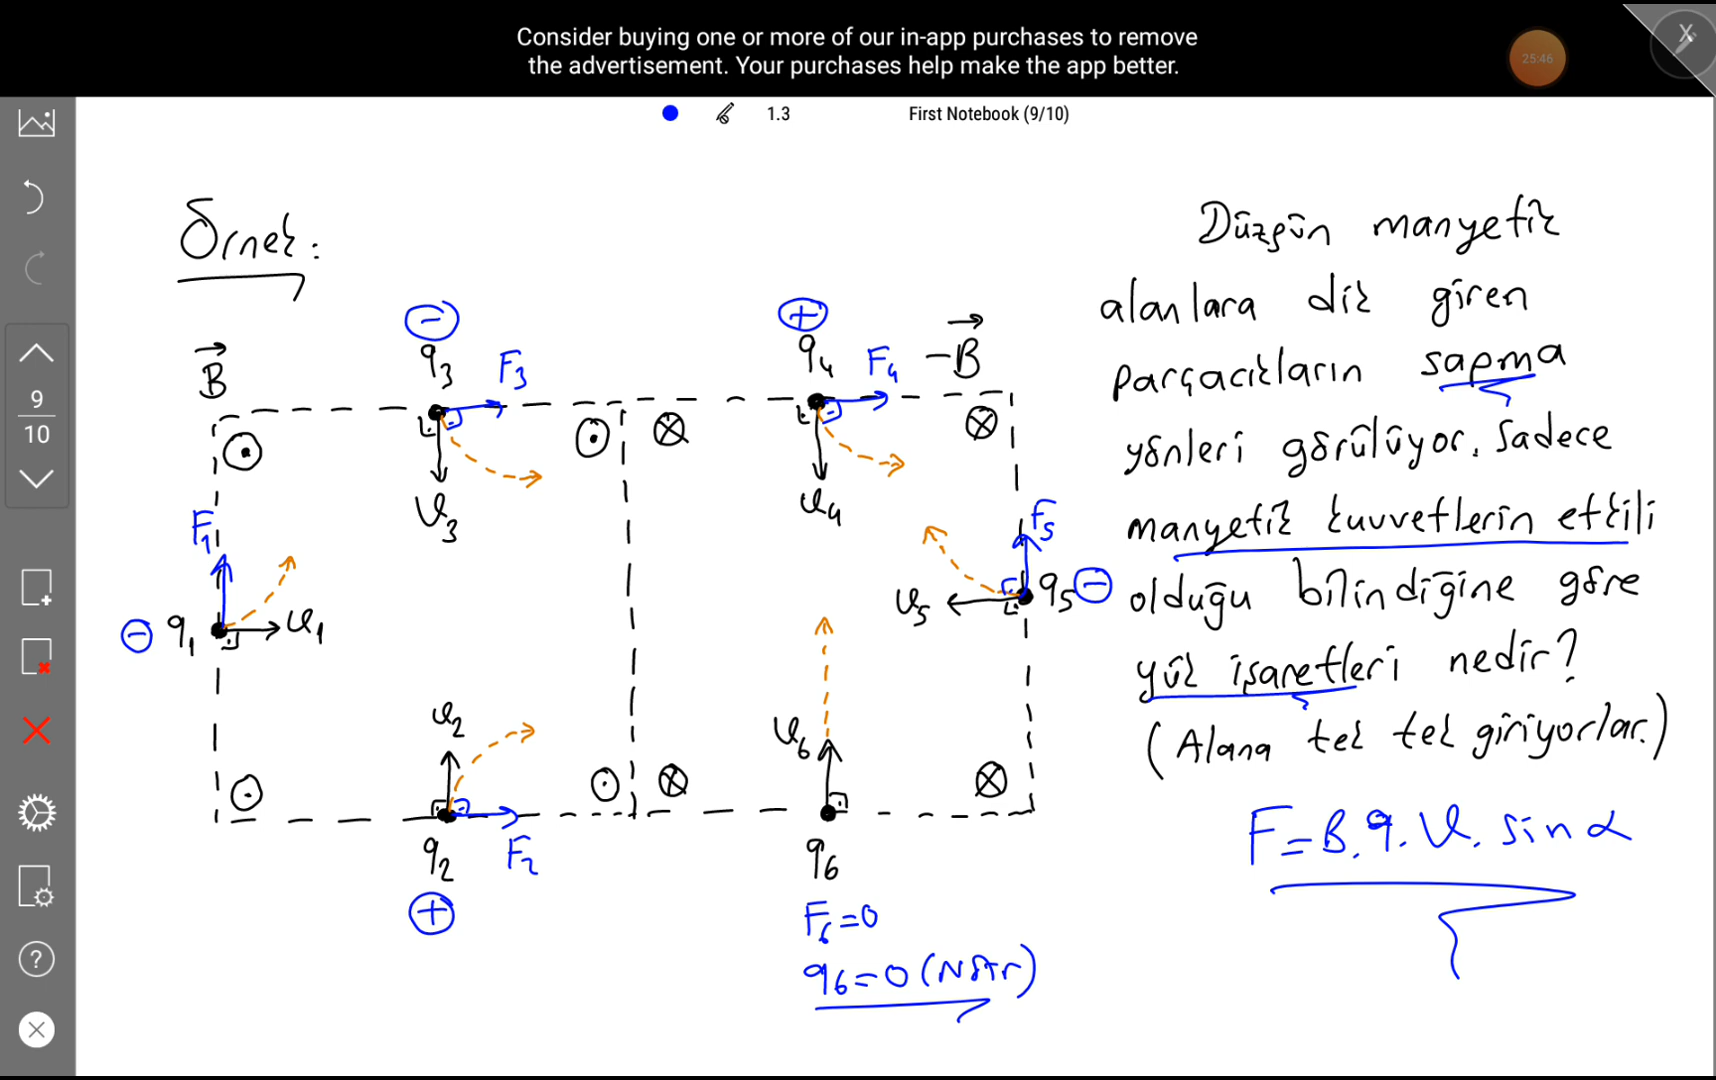 Consider buying one or more of our in-app purchases to remove
the advertisement. Your purchases help make the app better.
25:46
X
1.3
First Notebook (9/10)
9
10
Örnek:
Düzgün manyetik
alanlara dik giren
parçacıkların sapma
yönleri görülüyor. Sadece
manyetik kuvvetlerin etkili
olduğu bilindiğine göre
yük işaretleri nedir?
(Alana tek tek giriyorlar.)
F=B.q.v.sinα
B
−
q3
F3
v3
+
q4
F4
−B
v4
F1
− q1
v1
F5
v5
q5 −
v2
q2
F2
+
v6
q6
F6=0
q6=0 (Nötr)